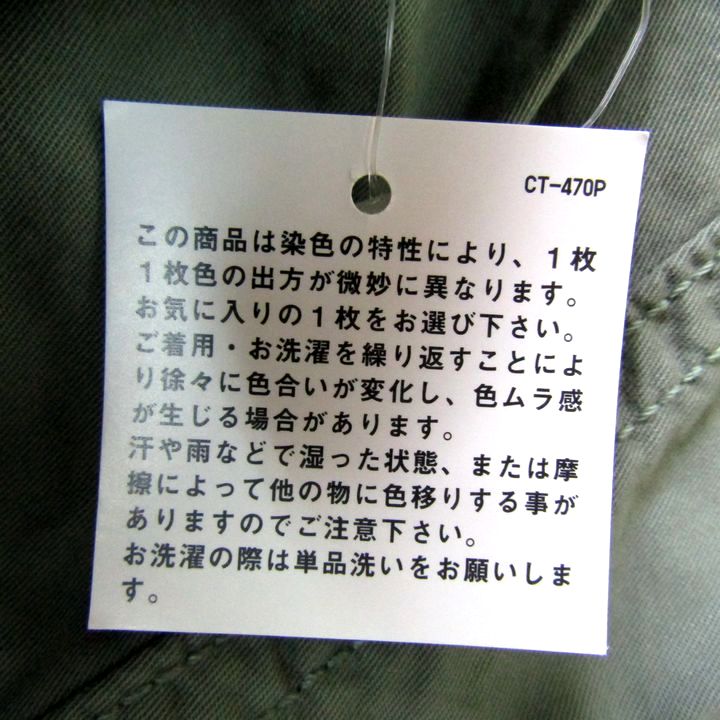 CT-470P
この商品は染色の特性により、1枚
1枚色の出方が微妙に異なります。
お気に入りの1枚をお選び下さい。
ご着用・お洗濯を繰り返すことによ
り徐々に色合いが変化し、色ムラ感
が生じる場合があります。
汗や雨などで湿った状態、または摩
擦によって他の物に色移りする事が
ありますのでご注意下さい。
お洗濯の際は単品洗いをお願いしま
す。